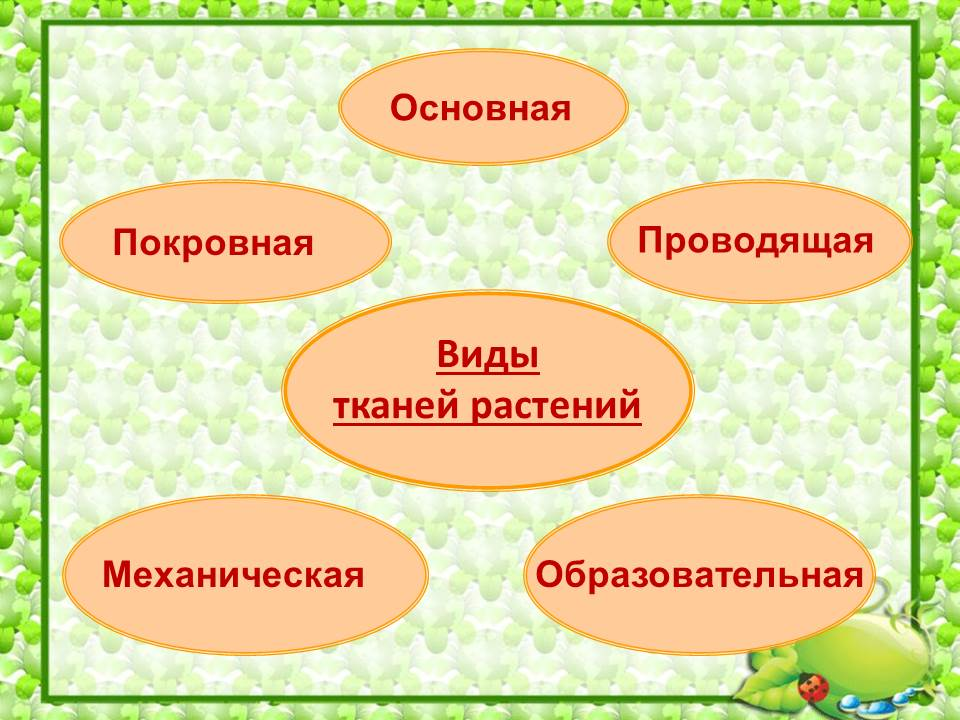 Основная
Покровная
Проводящая
Виды
тканей растений
Механическая
Образовательная